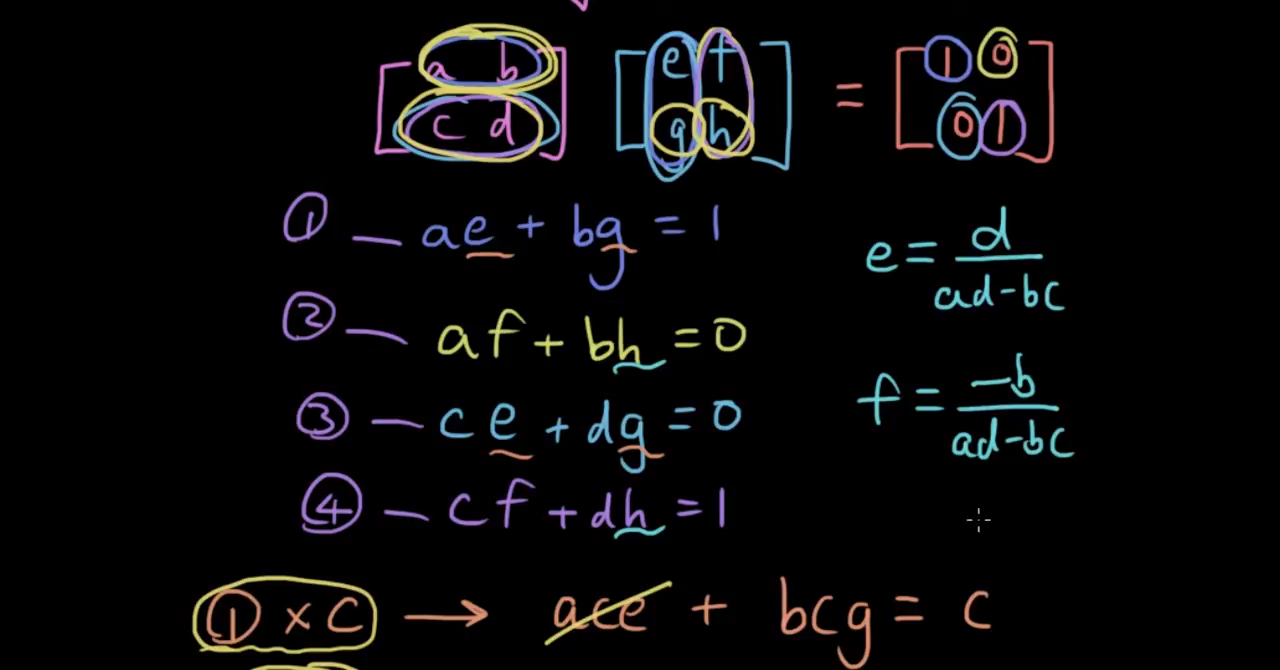 [a b] [e f] = [1 0]
[c d] [g h] [0 1]
① — ae + bg = 1
② — af + bh = 0
③ — ce + dg = 0
④ — cf + dh = 1
e = d/ad-bc
f = -b/ad-bc
① × C → ace + bcg = c